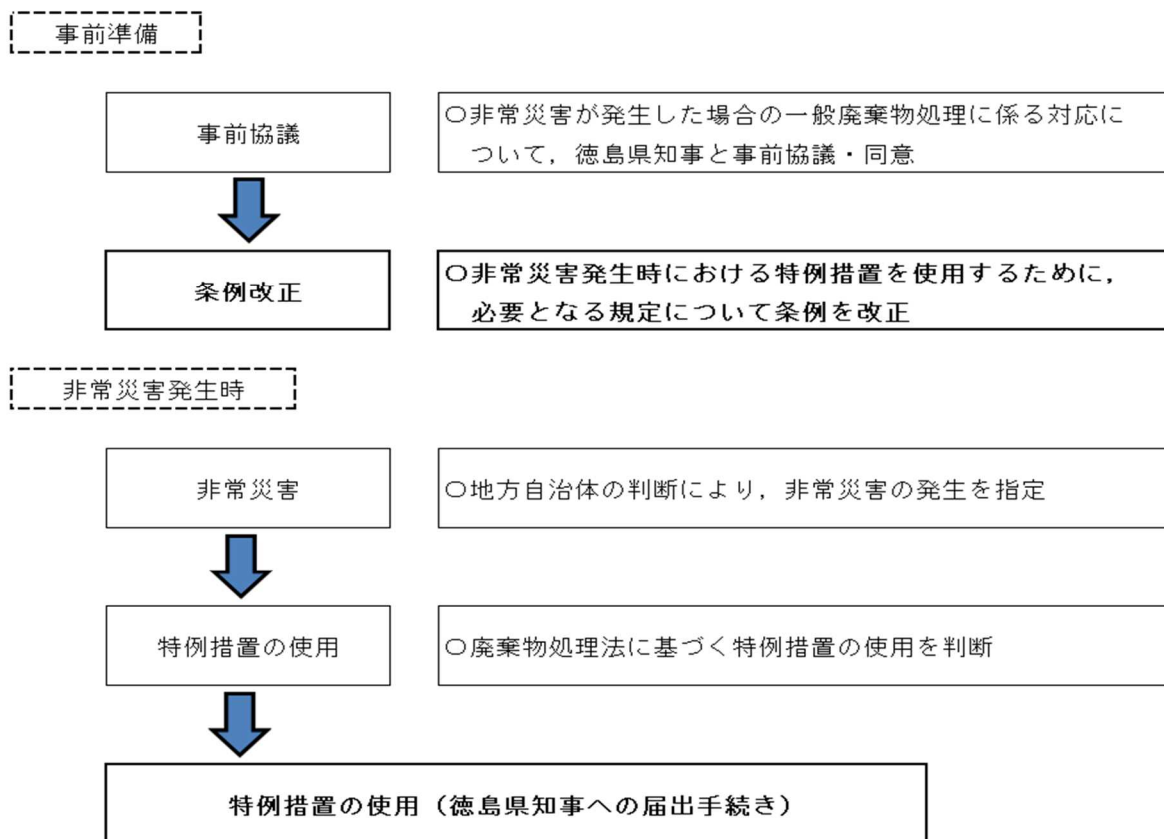 事前準備
事前協議
〇非常災害が発生した場合の一般廃棄物処理に係る対応に
ついて，徳島県知事と事前協議・同意
条例改正
〇非常災害発生時における特例措置を使用するために，
必要となる規定について条例を改正
非常災害発生時
非常災害
〇地方自治体の判断により，非常災害の発生を指定
特例措置の使用
〇廃棄物処理法に基づく特例措置の使用を判断
特例措置の使用（徳島県知事への届出手続き）